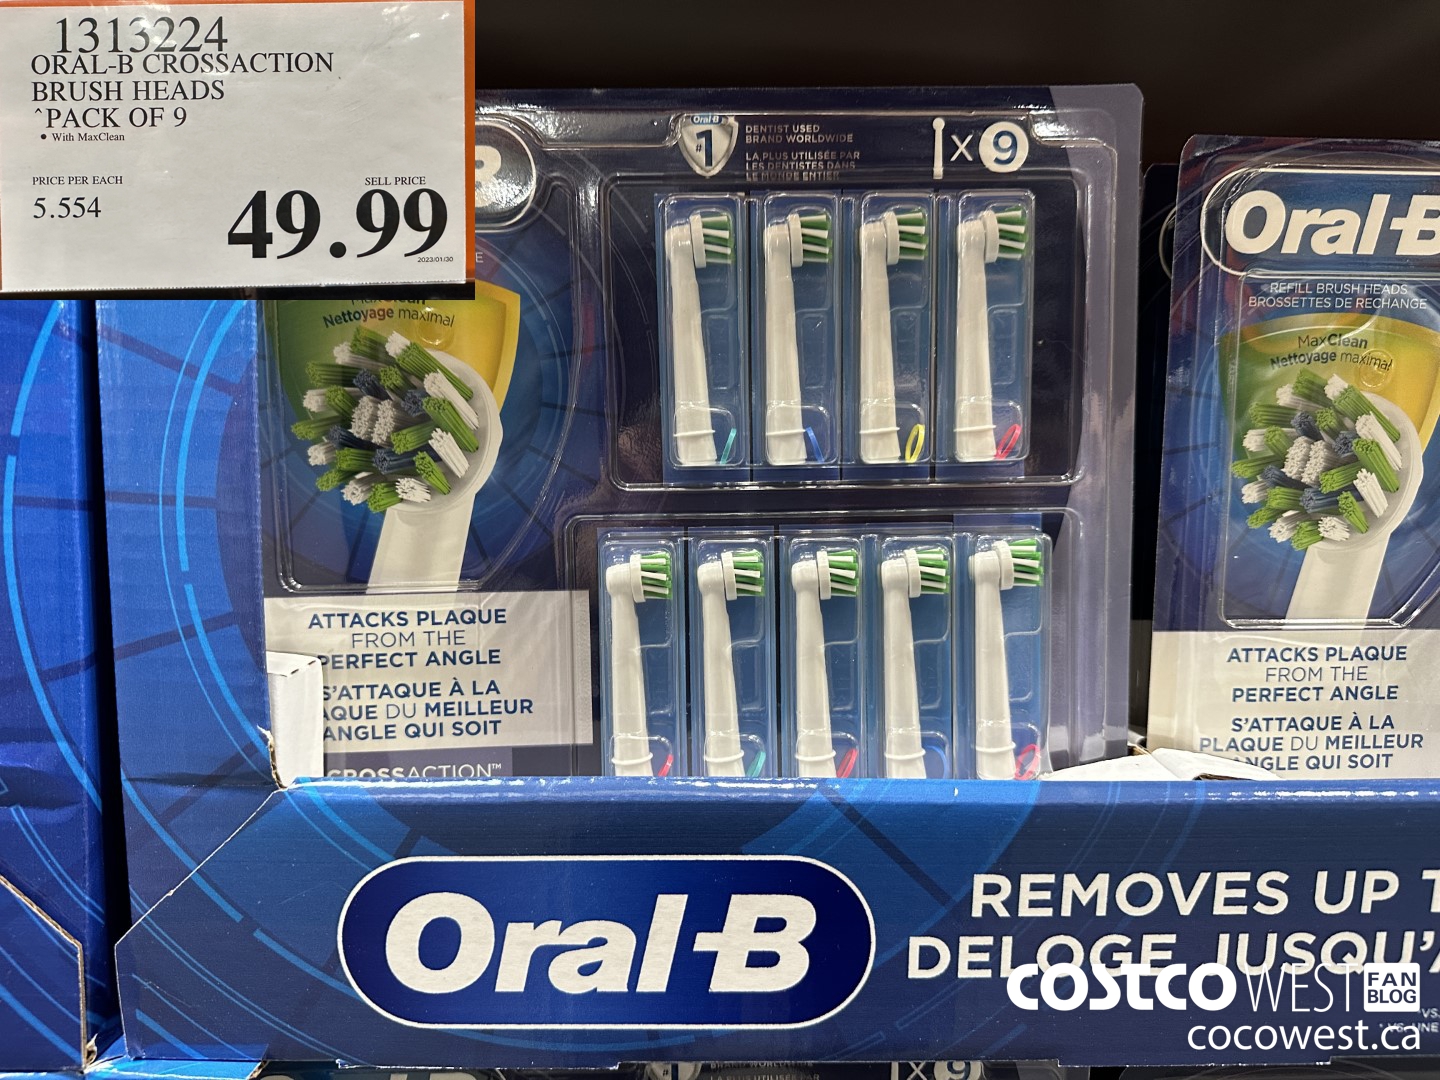 1313224
ORAL-B CROSSACTION
BRUSH HEADS
^PACK OF 9
• With MaxClean
PRICE PER EACH
5.554
SELL PRICE
49.99
2023/01/30
Oral-B
#1
DENTIST USED
BRAND WORLDWIDE
LA PLUS UTILISÉE PAR
LES DENTISTES DANS
LE MONDE ENTIER
X 9
MaxClean
Nettoyage maximal
ATTACKS PLAQUE
FROM THE
PERFECT ANGLE
S'ATTAQUE À LA
DU MEILLEUR
ANGLE QUI SOIT
CROSSACTION™
Oral-B
REFILL BRUSH HEADS
BROSSETTES DE RECHANGE
MaxClean
Nettoyage maximal
ATTACKS PLAQUE
FROM THE
PERFECT ANGLE
S'ATTAQUE À LA
PLAQUE DU MEILLEUR
ANGLE QUI SOIT
Oral-B
REMOVES UP
DELOGE JUSQU'
COSTCO WEST FAN BLOG
cocowest.ca
X 9